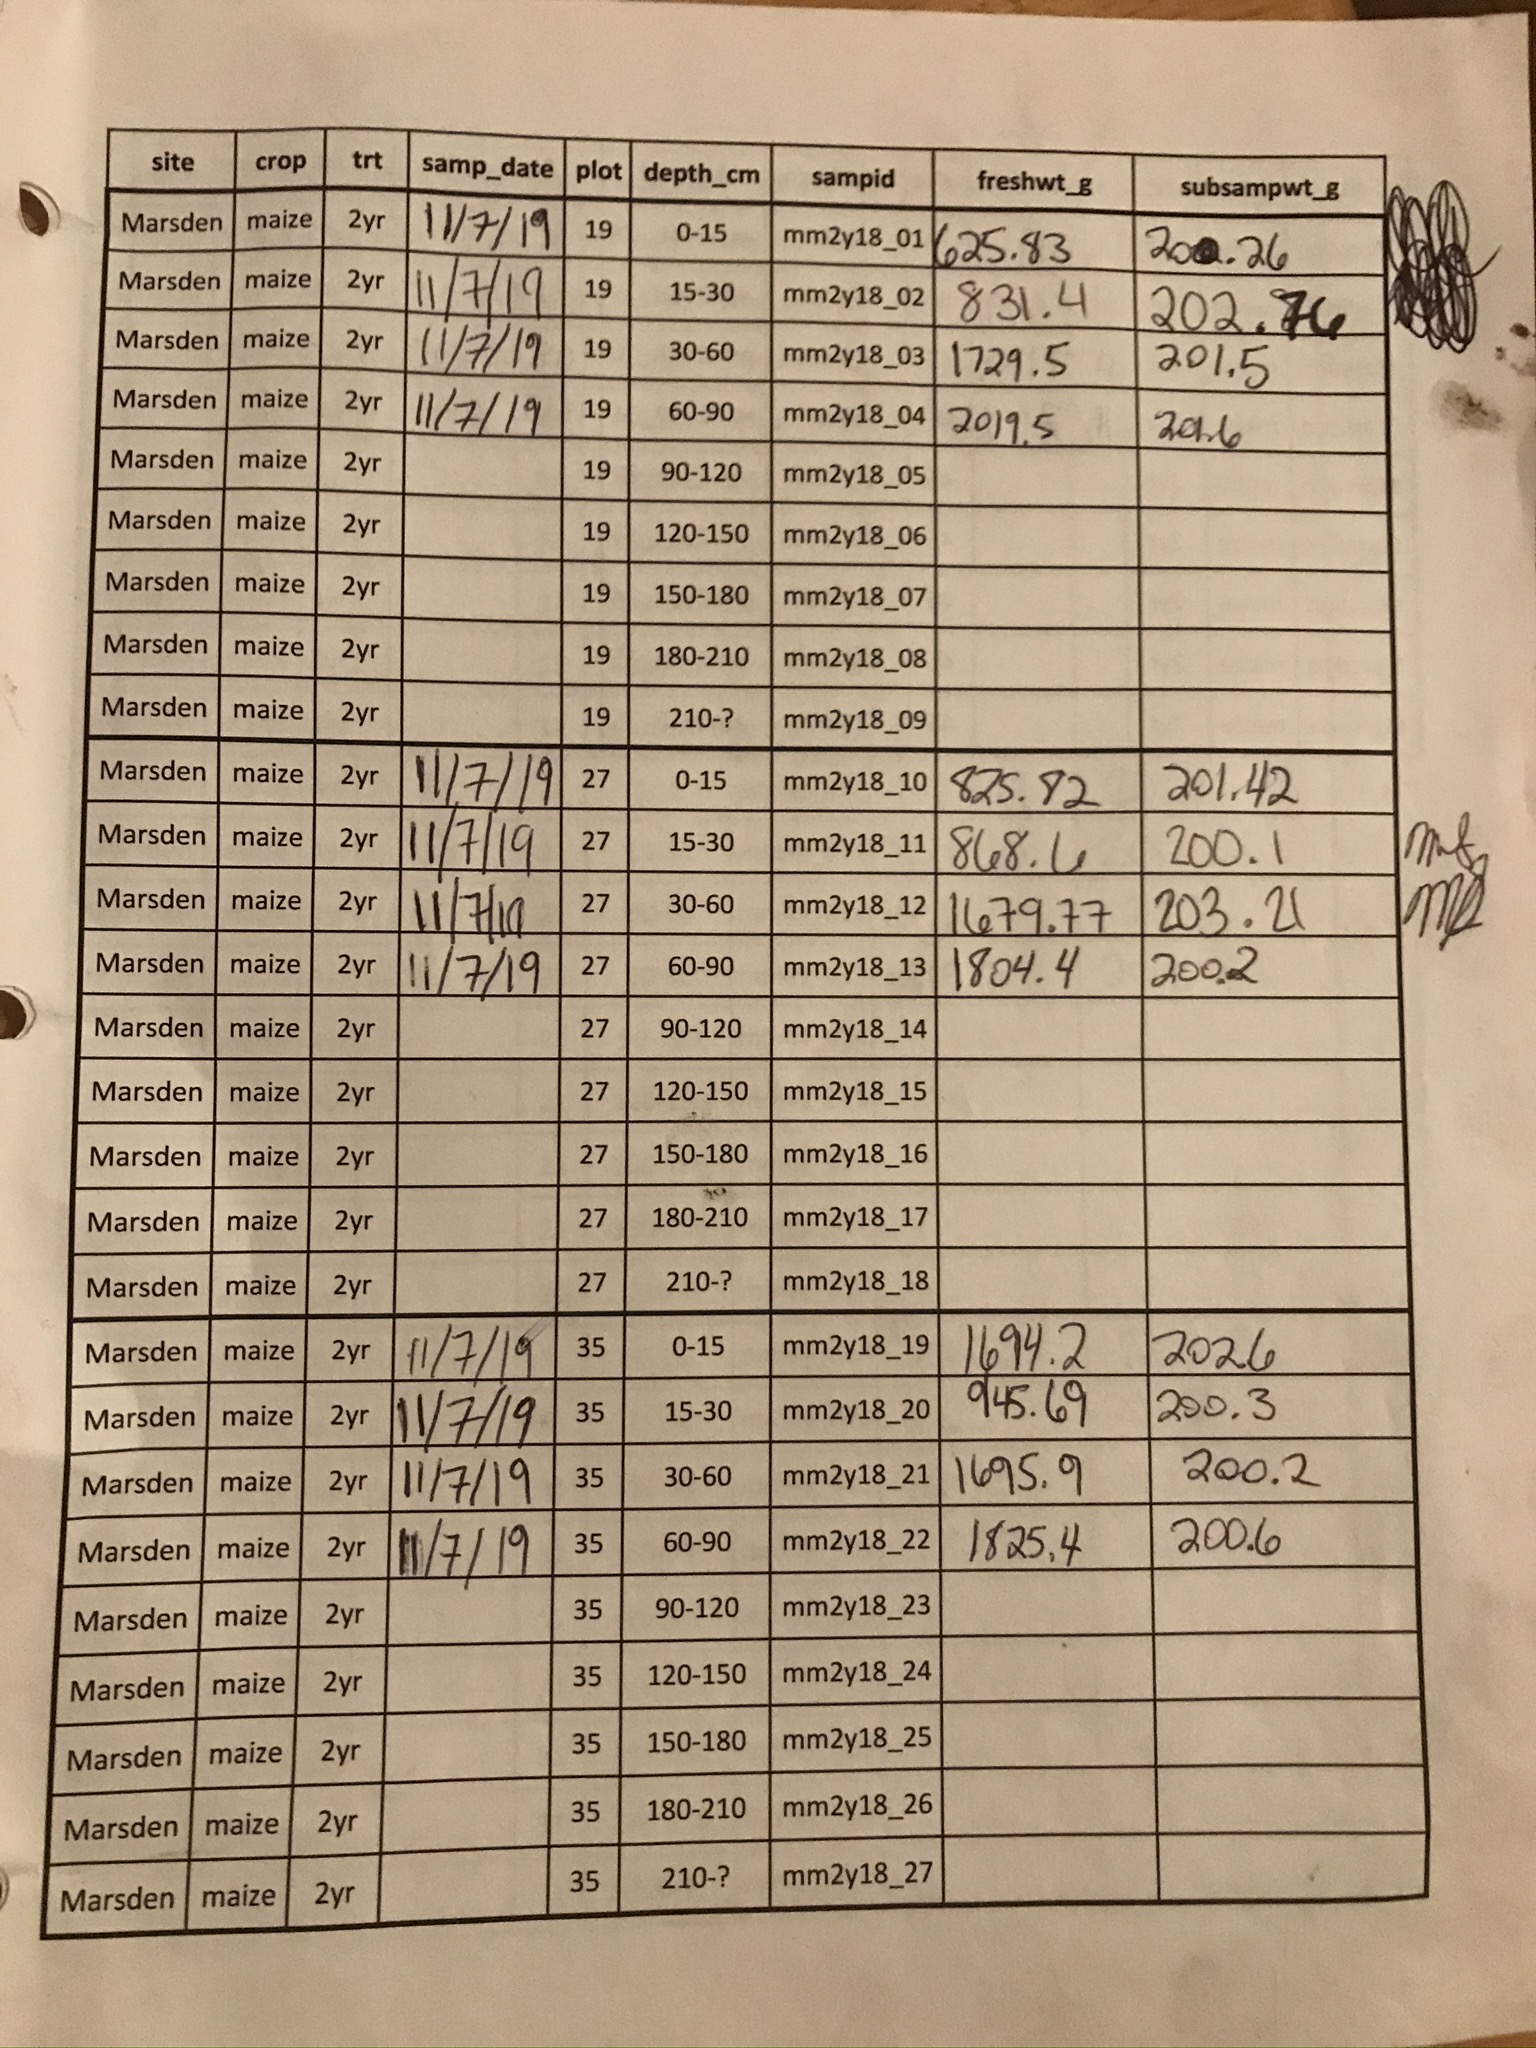 site crop trt samp_date plot depth_cm sampid freshwt_g subsampwt_g
Marsden maize 2yr 11/7/19 19 0-15 mm2y18_01 625.83 200.26
Marsden maize 2yr 11/7/19 19 15-30 mm2y18_02 831.4 202.76
Marsden maize 2yr 11/7/19 19 30-60 mm2y18_03 1729.5 201.5
Marsden maize 2yr 11/7/19 19 60-90 mm2y18_04 2019.5 201.6
Marsden maize 2yr 19 90-120 mm2y18_05
Marsden maize 2yr 19 120-150 mm2y18_06
Marsden maize 2yr 19 150-180 mm2y18_07
Marsden maize 2yr 19 180-210 mm2y18_08
Marsden maize 2yr 19 210-? mm2y18_09
Marsden maize 2yr 11/7/19 27 0-15 mm2y18_10 825.82 201.42
Marsden maize 2yr 11/7/19 27 15-30 mm2y18_11 868.6 200.1
Marsden maize 2yr 11/7/19 27 30-60 mm2y18_12 1679.77 203.21
Marsden maize 2yr 11/7/19 27 60-90 mm2y18_13 1804.4 200.2
Marsden maize 2yr 27 90-120 mm2y18_14
Marsden maize 2yr 27 120-150 mm2y18_15
Marsden maize 2yr 27 150-180 mm2y18_16
Marsden maize 2yr 27 180-210 mm2y18_17
Marsden maize 2yr 27 210-? mm2y18_18
Marsden maize 2yr 11/7/19 35 0-15 mm2y18_19 1694.2 202.6
Marsden maize 2yr 11/7/19 35 15-30 mm2y18_20 945.69 200.3
Marsden maize 2yr 11/7/19 35 30-60 mm2y18_21 1695.9 200.2
Marsden maize 2yr 11/7/19 35 60-90 mm2y18_22 1825.4 200.6
Marsden maize 2yr 35 90-120 mm2y18_23
Marsden maize 2yr 35 120-150 mm2y18_24
Marsden maize 2yr 35 150-180 mm2y18_25
Marsden maize 2yr 35 180-210 mm2y18_26
Marsden maize 2yr 35 210-? mm2y18_27